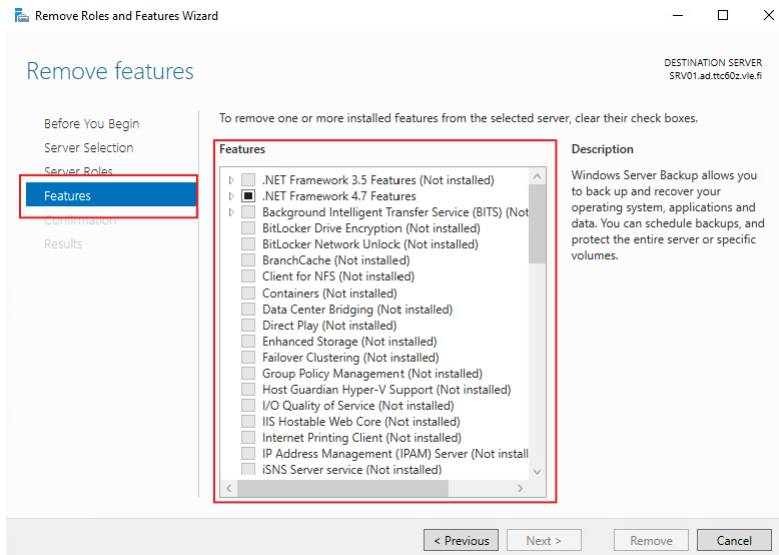 Remove Roles and Features Wizard
Remove features
DESTINATION SERVER
SRV01.ad.ttc60z.vle.fi
Before You Begin
Server Selection
Server Roles
Features
Confirmation
Results
To remove one or more installed features from the selected server, clear their check boxes.
Features
.NET Framework 3.5 Features (Not installed)
.NET Framework 4.7 Features
Background Intelligent Transfer Service (BITS) (Not
BitLocker Drive Encryption (Not installed)
BitLocker Network Unlock (Not installed)
BranchCache (Not installed)
Client for NFS (Not installed)
Containers (Not installed)
Data Center Bridging (Not installed)
Direct Play (Not installed)
Enhanced Storage (Not installed)
Failover Clustering (Not installed)
Group Policy Management (Not installed)
Host Guardian Hyper-V Support (Not installed)
I/O Quality of Service (Not installed)
IIS Hostable Web Core (Not installed)
Internet Printing Client (Not installed)
IP Address Management (IPAM) Server (Not install
iSNS Server service (Not installed)
Description
Windows Server Backup allows you
to back up and recover your
operating system, applications and
data. You can schedule backups, and
protect the entire server or specific
volumes.
< Previous
Next >
Remove
Cancel